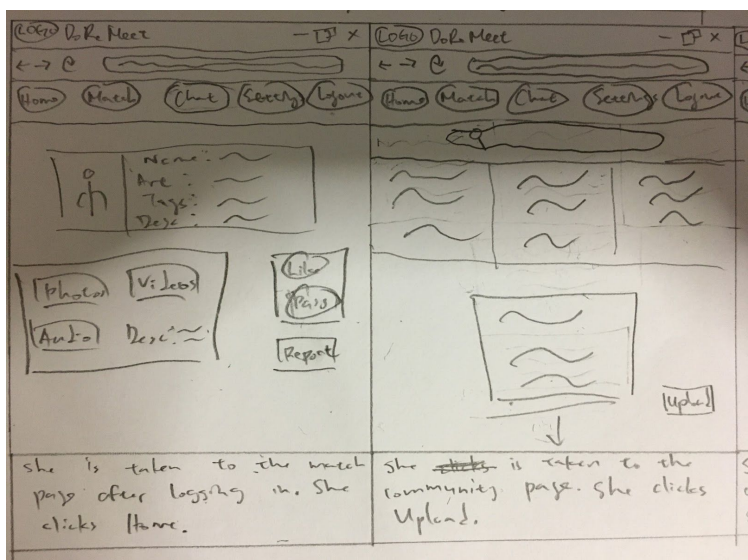 LOGO DoRe Meet
Home Match Chat Setting Logout
Name:
Tags:
Desc:
Photos Videos
Audio Desc:
Like
Pass
Report
She is taken to the match
page after logging in. She
clicks Home.
LOGO DoRe Meet
Home Match Chat Settings Logout
Upload
She clicks is taken to the
community page. She clicks
Upload.